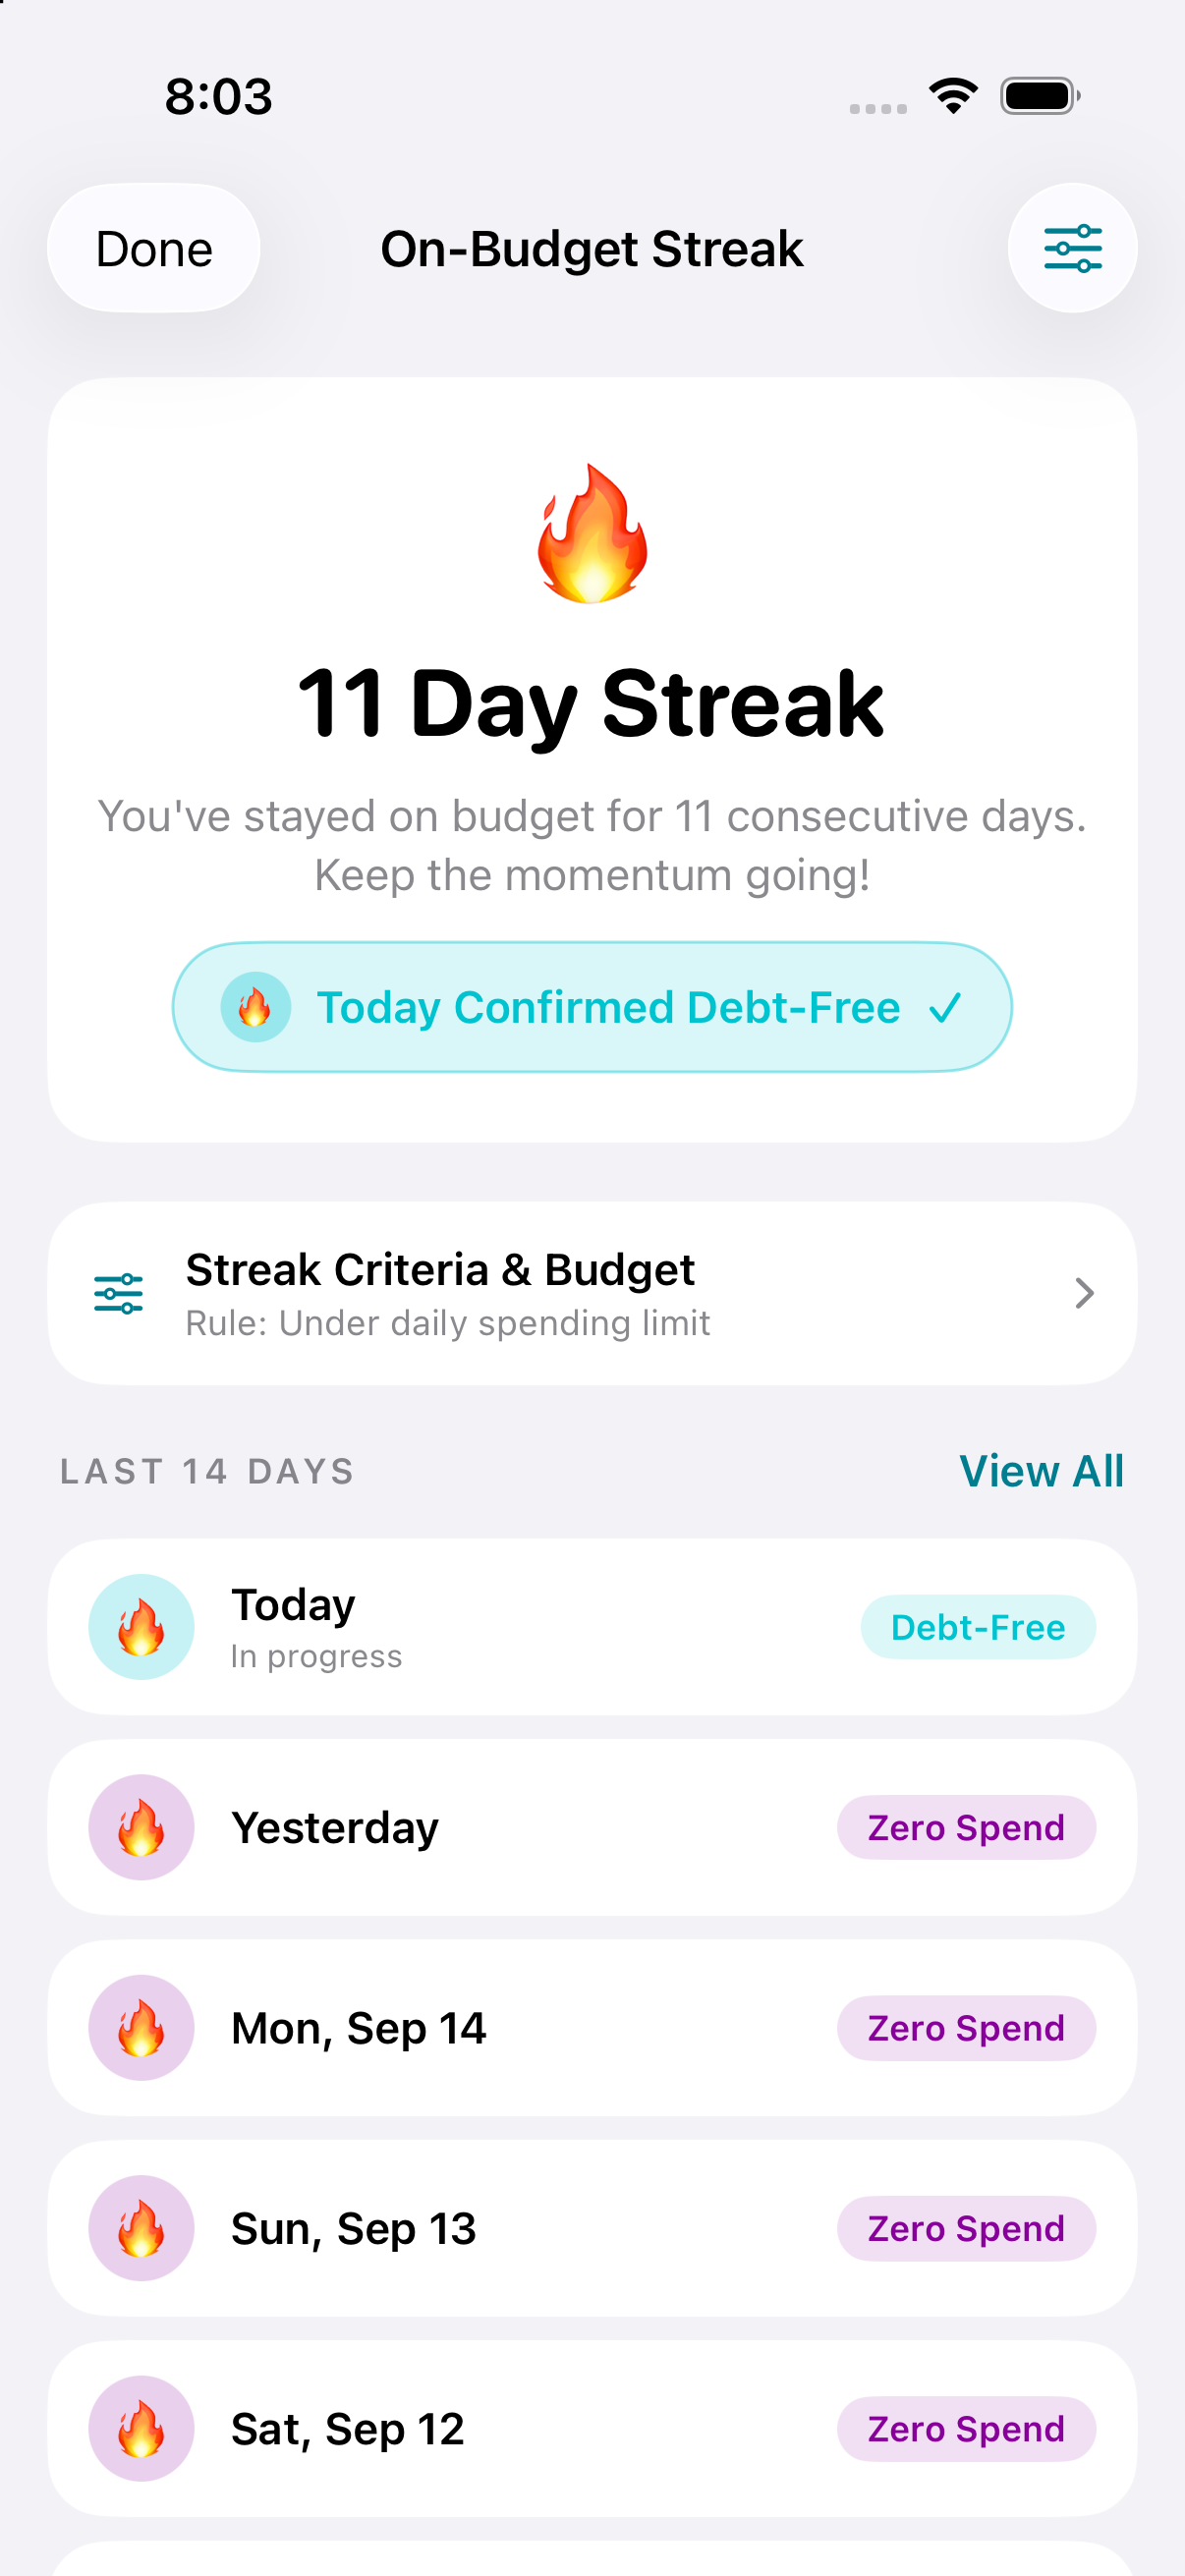 8:03
Done
On-Budget Streak
11 Day Streak
You've stayed on budget for 11 consecutive days.
Keep the momentum going!
Today Confirmed Debt-Free ✓
Streak Criteria & Budget
Rule: Under daily spending limit
LAST 14 DAYS
View All
Today
In progress
Debt-Free
Yesterday
Zero Spend
Mon, Sep 14
Zero Spend
Sun, Sep 13
Zero Spend
Sat, Sep 12
Zero Spend